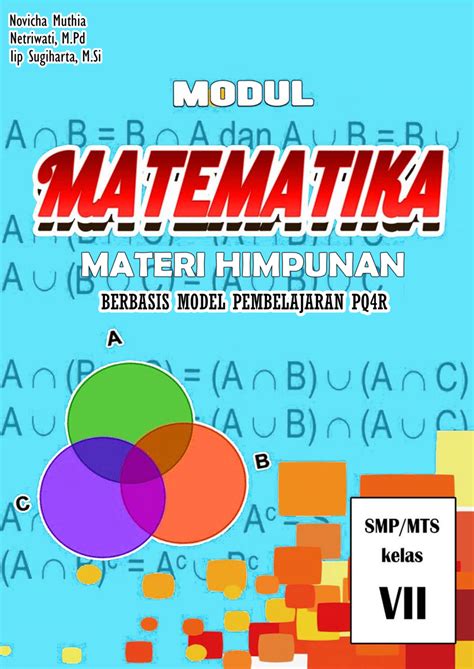 Novicha Muthia
Netriwati, M.Pd
Iip Sugiharta, M.Si
MODUL
A ∩ B = B ∩ A dan A ∪ B = B
MATEMATIKA
MATERI HIMPUNAN
BERBASIS MODEL PEMBELAJARAN PQ4R
A
= (A ∩ B) ∪ (A ∩ C)
(A ∪ B) ∩ (A ∪ C)
B
C
SMP/MTS
kelas
VII